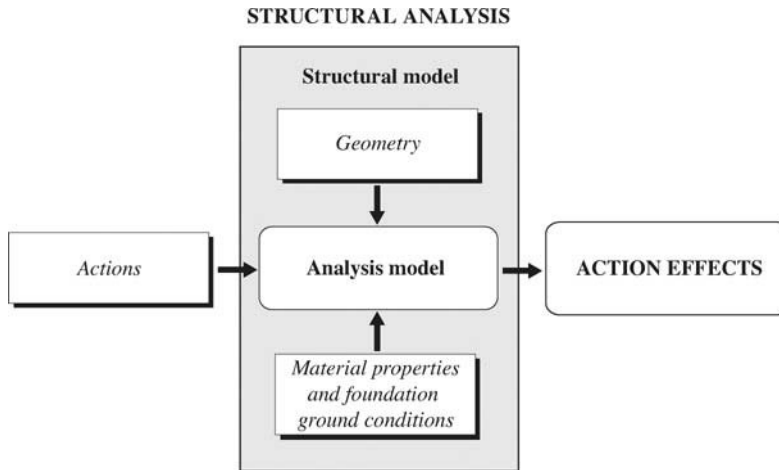 STRUCTURAL ANALYSIS
Structural model
Geometry
Actions
Analysis model
ACTION EFFECTS
Material properties
and foundation
ground conditions